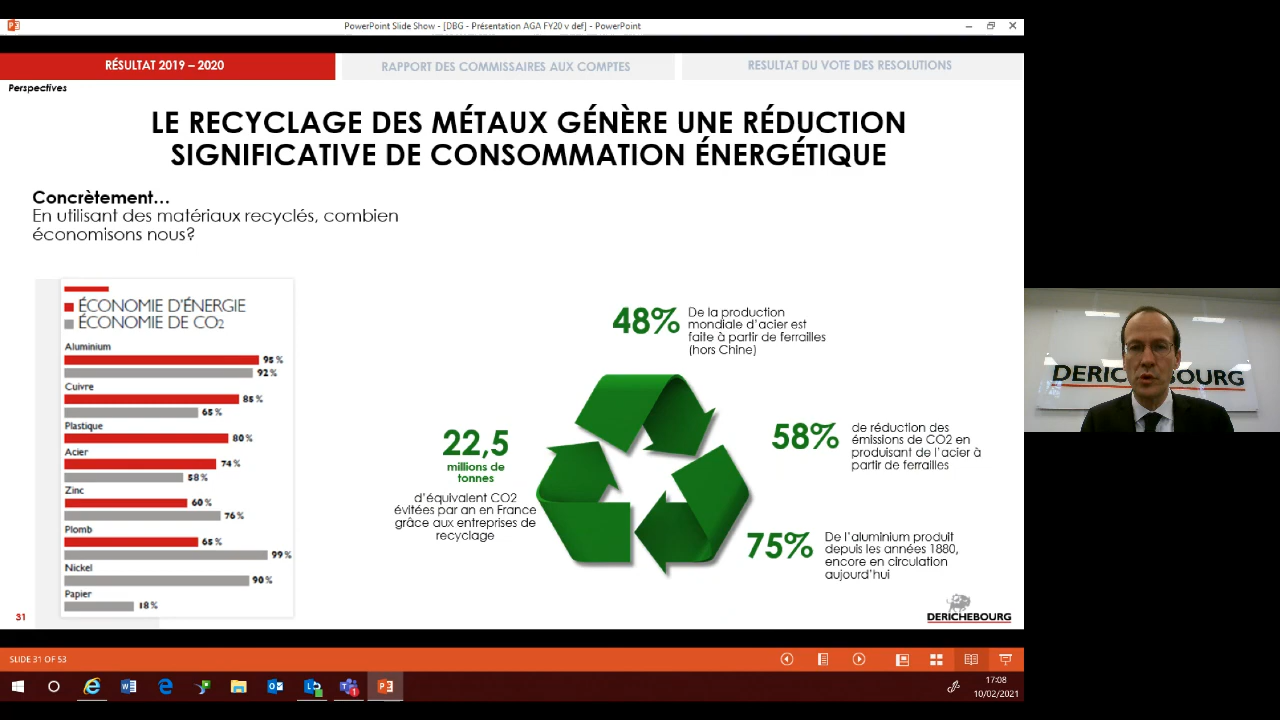 PowerPoint Slide Show - [DBG - Présentation AGA FY20 v def] - PowerPoint
RÉSULTAT 2019 – 2020
RAPPORT DES COMMISSAIRES AUX COMPTES
RESULTAT DU VOTE DES RESOLUTIONS
Perspectives
LE RECYCLAGE DES MÉTAUX GÉNÈRE UNE RÉDUCTION
SIGNIFICATIVE DE CONSOMMATION ÉNERGÉTIQUE
Concrètement…
En utilisant des matériaux recyclés, combien
économisons nous?
ÉCONOMIE D'ÉNERGIE
ÉCONOMIE DE CO2
Aluminium
95 %
92%
Cuivre
85 %
65 %
Plastique
80 %
Acier
74 %
58 %
Zinc
60 %
76 %
Plomb
65 %
99 %
Nickel
90 %
Papier
18 %
48%
De la production
mondiale d'acier est
faite à partir de ferrailles
(hors Chine)
22,5
millions de
tonnes
d'équivalent CO2
évitées par an en France
grâce aux entreprises de
recyclage
58%
de réduction des
émissions de CO2 en
produisant de l'acier à
partir de ferrailles
75%
De l'aluminium produit
depuis les années 1880,
encore en circulation
aujourd'hui
31
DERICHEBOURG
DERICHEBOURG
SLIDE 31 OF 53
17:08
10/02/2021